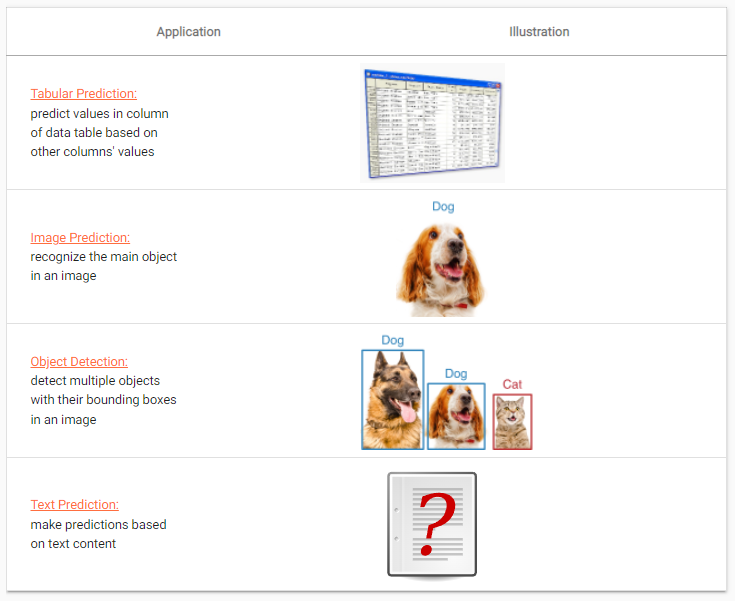 Application
Illustration
Tabular Prediction:
predict values in column
of data table based on
other columns' values
Dog
Image Prediction:
recognize the main object
in an image
Dog
Dog
Cat
Object Detection:
detect multiple objects
with their bounding boxes
in an image
Text Prediction:
make predictions based
on text content
?